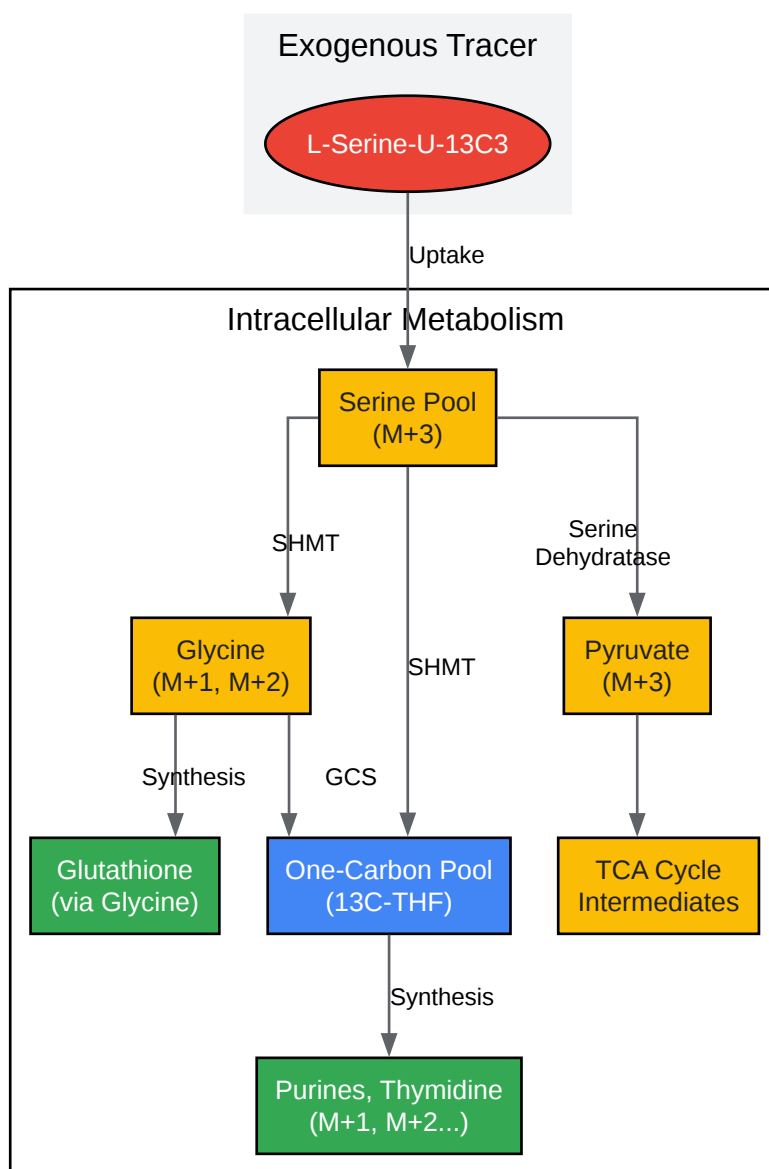 Exogenous Tracer
L-Serine-U-13C3
Uptake
Intracellular Metabolism
Serine Pool
(M+3)
SHMT
Serine
Dehydratase
Glycine
(M+1, M+2)
SHMT
Pyruvate
(M+3)
Synthesis
GCS
Glutathione
(via Glycine)
One-Carbon Pool
(13C-THF)
TCA Cycle
Intermediates
Synthesis
Purines, Thymidine
(M+1, M+2...)